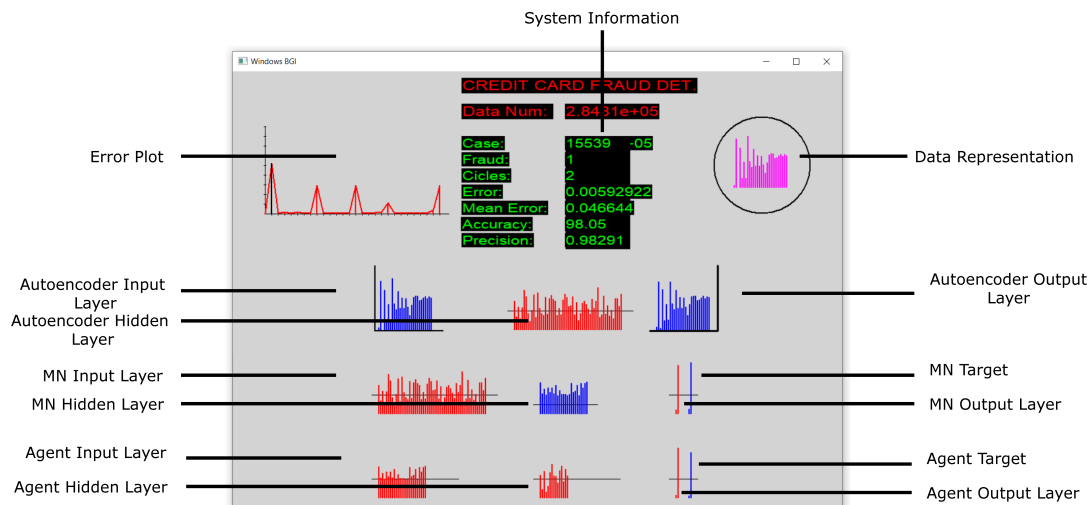 System Information
Windows BGI
CREDIT CARD FRAUD DET.
Data Num: 2.8481e+05
Case: 15539 -05
Fraud: 1
Cicles: 2
Error: 0.00592922
Mean Error: 0.046644
Accuracy: 98.05
Precision: 0.98291
Error Plot
Data Representation
Autoencoder Input
Layer
Autoencoder Output
Layer
Autoencoder Hidden
Layer
MN Input Layer
MN Target
MN Hidden Layer
MN Output Layer
Agent Input Layer
Agent Target
Agent Hidden Layer
Agent Output Layer